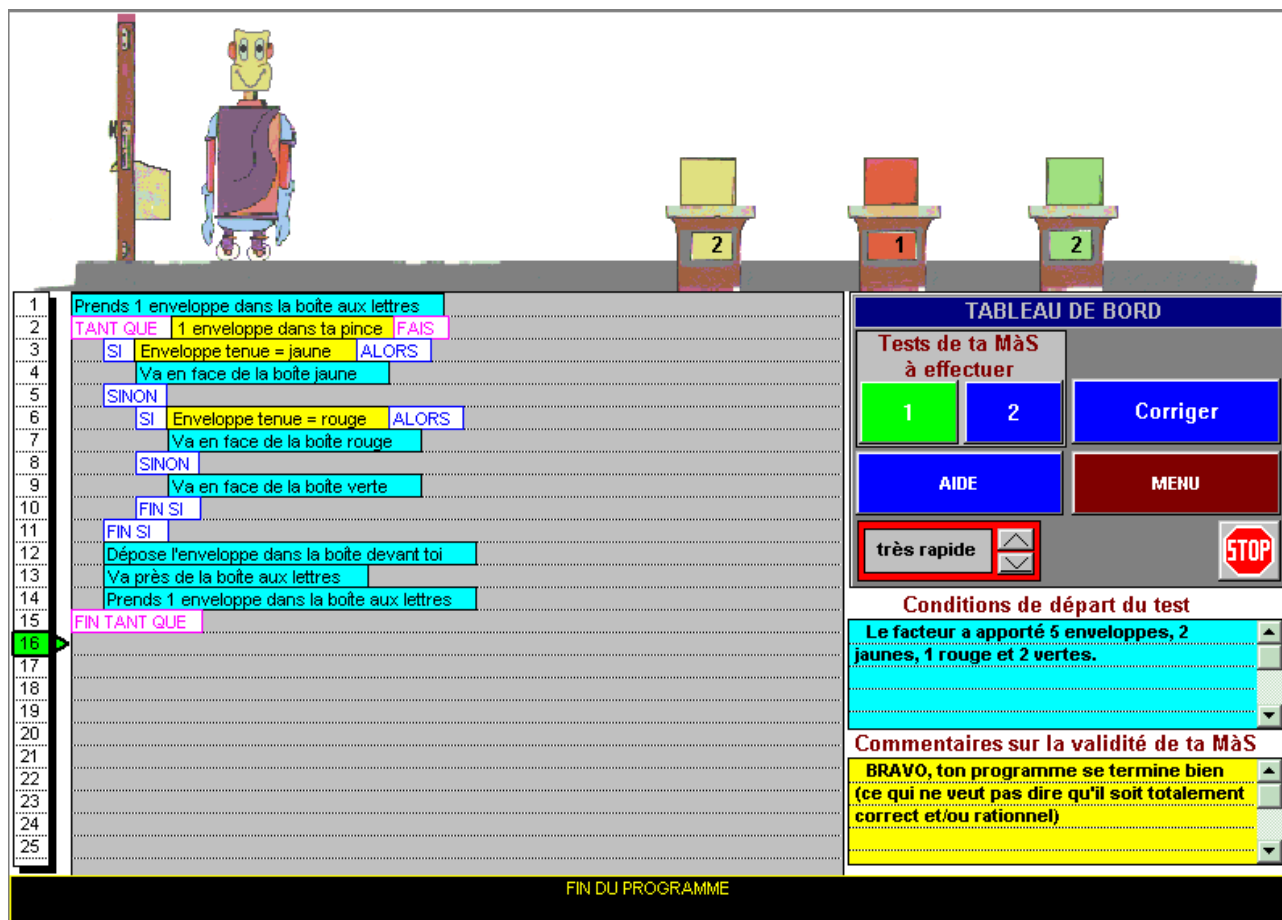 2
1
2
1 Prends 1 enveloppe dans la boîte aux lettres
2 TANT QUE 1 enveloppe dans ta pince FAIS
3 SI Enveloppe tenue = jaune ALORS
4 Va en face de la boîte jaune
5 SINON
6 SI Enveloppe tenue = rouge ALORS
7 Va en face de la boîte rouge
8 SINON
9 Va en face de la boîte verte
10 FIN SI
11 FIN SI
12 Dépose l'enveloppe dans la boîte devant toi
13 Va près de la boîte aux lettres
14 Prends 1 enveloppe dans la boîte aux lettres
15 FIN TANT QUE
16
17
18
19
20
21
22
23
24
25
TABLEAU DE BORD
Tests de ta MàS
à effectuer
1 2 Corriger
AIDE MENU
très rapide STOP
Conditions de départ du test
Le facteur a apporté 5 enveloppes, 2
jaunes, 1 rouge et 2 vertes.
Commentaires sur la validité de ta MàS
BRAVO, ton programme se termine bien
(ce qui ne veut pas dire qu'il soit totalement
correct et/ou rationnel)
FIN DU PROGRAMME